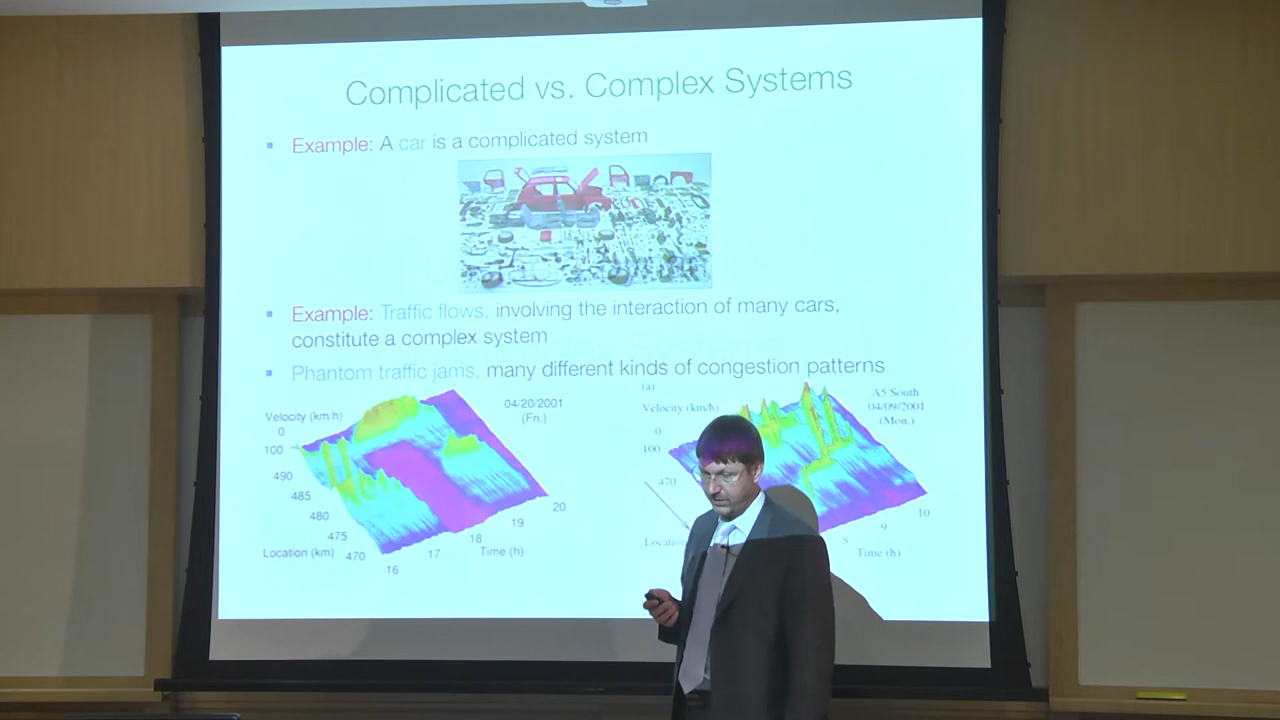 Complicated vs. Complex Systems
Example: A car is a complicated system
Example: Traffic flows, involving the interaction of many cars,
constitute a complex system
Phantom traffic jams, many different kinds of congestion patterns
Velocity (km/h)
0
100
490
485
480
475
470
Location (km)
16
17
18
19
20
Time (h)
04/20/2001
(Fri.)
(a)
Velocity (km/h)
0
100
470
8
9
10
Time (h)
A5 South
04/09/2001
(Mon.)